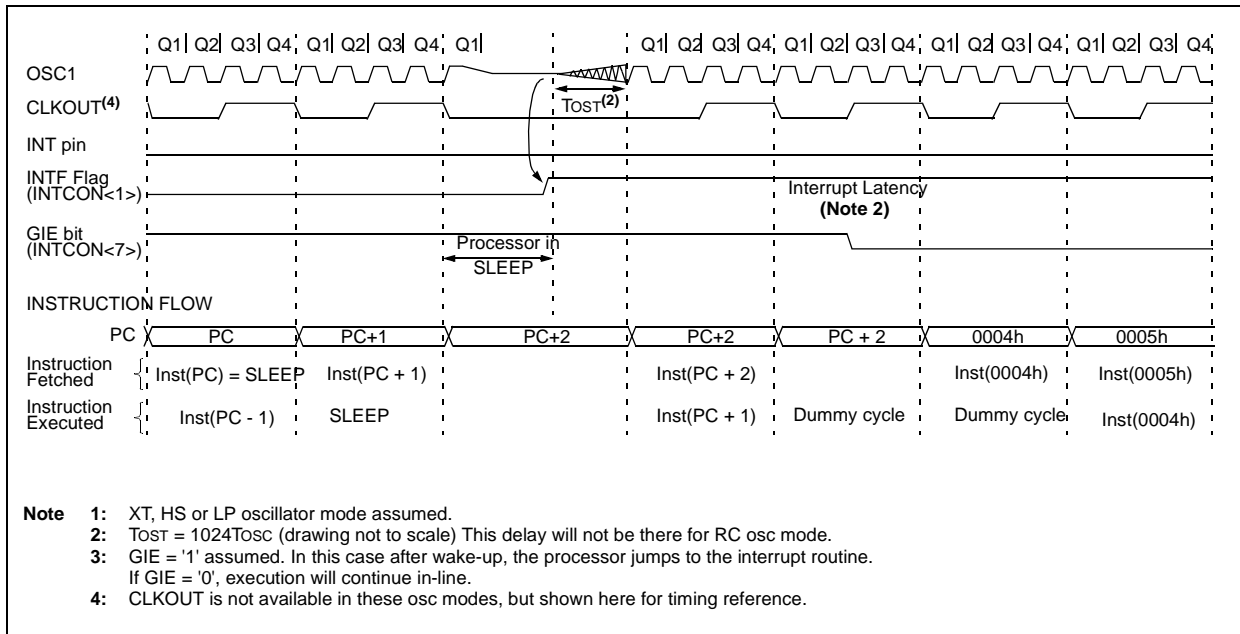 Q1 Q2 Q3 Q4 Q1 Q2 Q3 Q4 Q1 Q1 Q2 Q3 Q4 Q1 Q2 Q3 Q4 Q1 Q2 Q3 Q4 Q1 Q2 Q3 Q4
OSC1
CLKOUT(4)
TOST(2)
INT pin
INTF Flag
(INTCON<1>)
Interrupt Latency
(Note 2)
GIE bit
(INTCON<7>)
Processor in
SLEEP
INSTRUCTION FLOW
PC PC PC+1 PC+2 PC+2 PC + 2 0004h 0005h
Instruction
Fetched
Inst(PC) = SLEEP Inst(PC + 1) Inst(PC + 2) Inst(0004h) Inst(0005h)
Instruction
Executed
Inst(PC - 1) SLEEP Inst(PC + 1) Dummy cycle Dummy cycle Inst(0004h)
Note 1: XT, HS or LP oscillator mode assumed.
2: TOST = 1024TOSC (drawing not to scale) This delay will not be there for RC osc mode.
3: GIE = '1' assumed. In this case after wake-up, the processor jumps to the interrupt routine.
If GIE = '0', execution will continue in-line.
4: CLKOUT is not available in these osc modes, but shown here for timing reference.